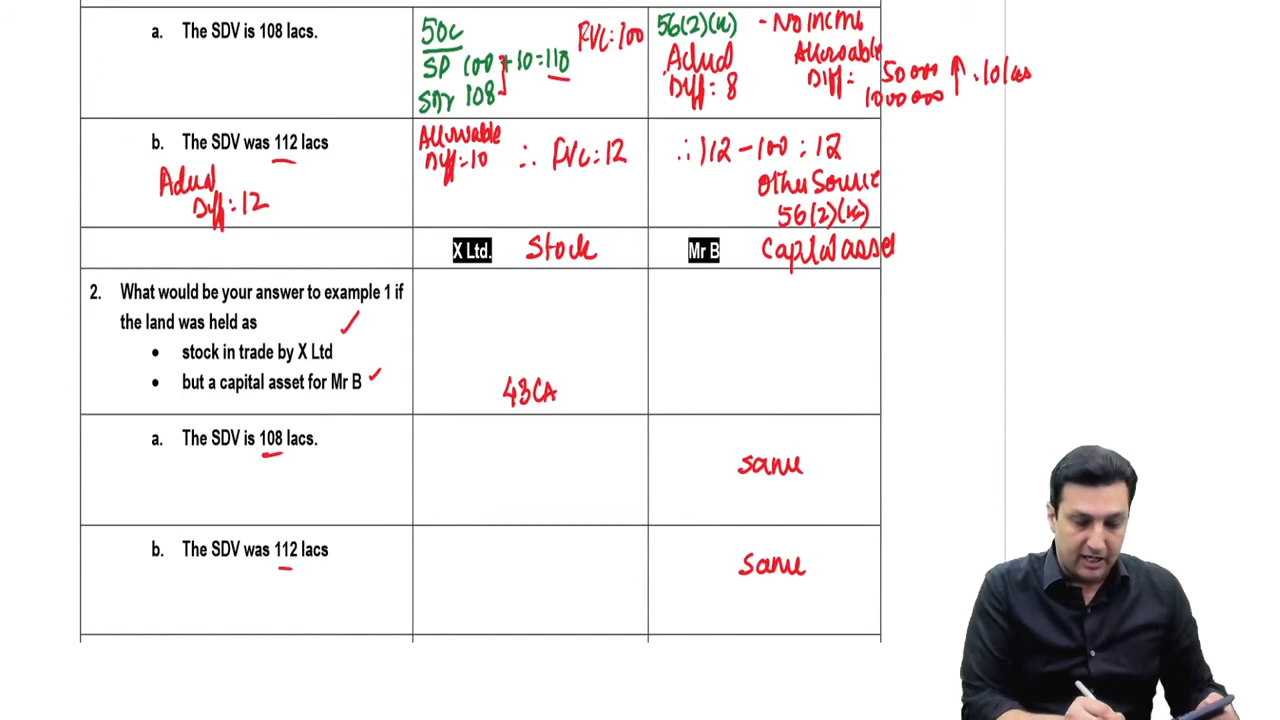 a. The SDV is 108 lacs.
50C
SP 100 + 10 = 110
SDV 108
FVC: 100
56(2)(x) - No Income
Actual
Diff: 8
Allowable
Diff:
50000
1000000
10 lacs
b. The SDV was 112 lacs
Actual
Diff: 12
Allowable
Diff: 10
∴ FVC: 12
∴ 112 - 100 : 12
Other Source
56(2)(x)
X Ltd. Stock
Mr B Capital asset
2. What would be your answer to example 1 if
the land was held as
• stock in trade by X Ltd
• but a capital asset for Mr B
43CA
a. The SDV is 108 lacs.
same
b. The SDV was 112 lacs
same